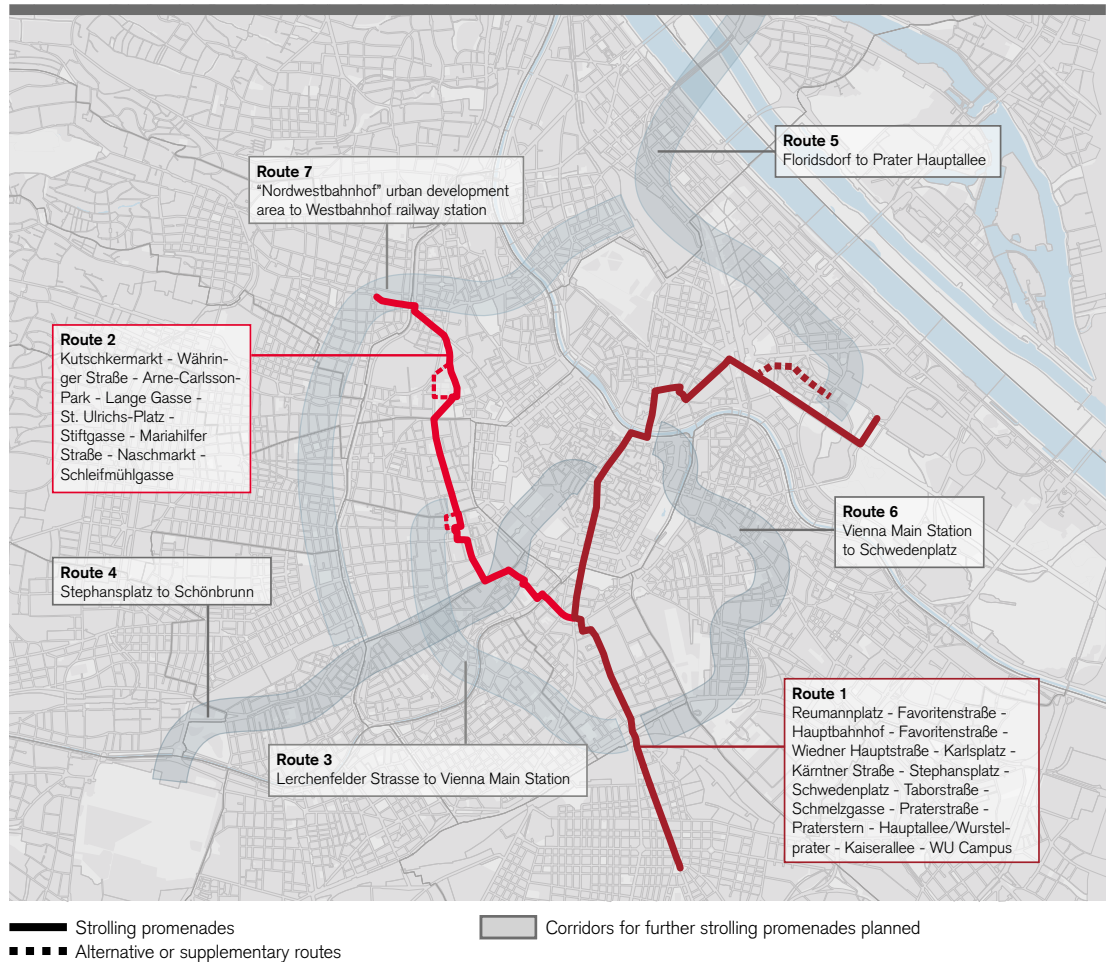 Route 5
Floridsdorf to Prater Hauptallee
Route 7
“Nordwestbahnhof” urban development
area to Westbahnhof railway station
Route 2
Kutschkermarkt - Währin-
ger Straße - Arne-Carlsson-
Park - Lange Gasse -
St. Ulrichs-Platz -
Stiftgasse - Mariahilfer
Straße - Naschmarkt -
Schleifmühlgasse
Route 6
Vienna Main Station
to Schwedenplatz
Route 4
Stephansplatz to Schönbrunn
Route 1
Reumannplatz - Favoritenstraße -
Hauptbahnhof - Favoritenstraße -
Wiedner Hauptstraße - Karlsplatz -
Kärntner Straße - Stephansplatz -
Schwedenplatz - Taborstraße -
Schmelzgasse - Praterstraße -
Praterstern - Hauptallee/Wurstel-
prater - Kaiserallee - WU Campus
Route 3
Lerchenfelder Strasse to Vienna Main Station
Strolling promenades
Corridors for further strolling promenades planned
Alternative or supplementary routes